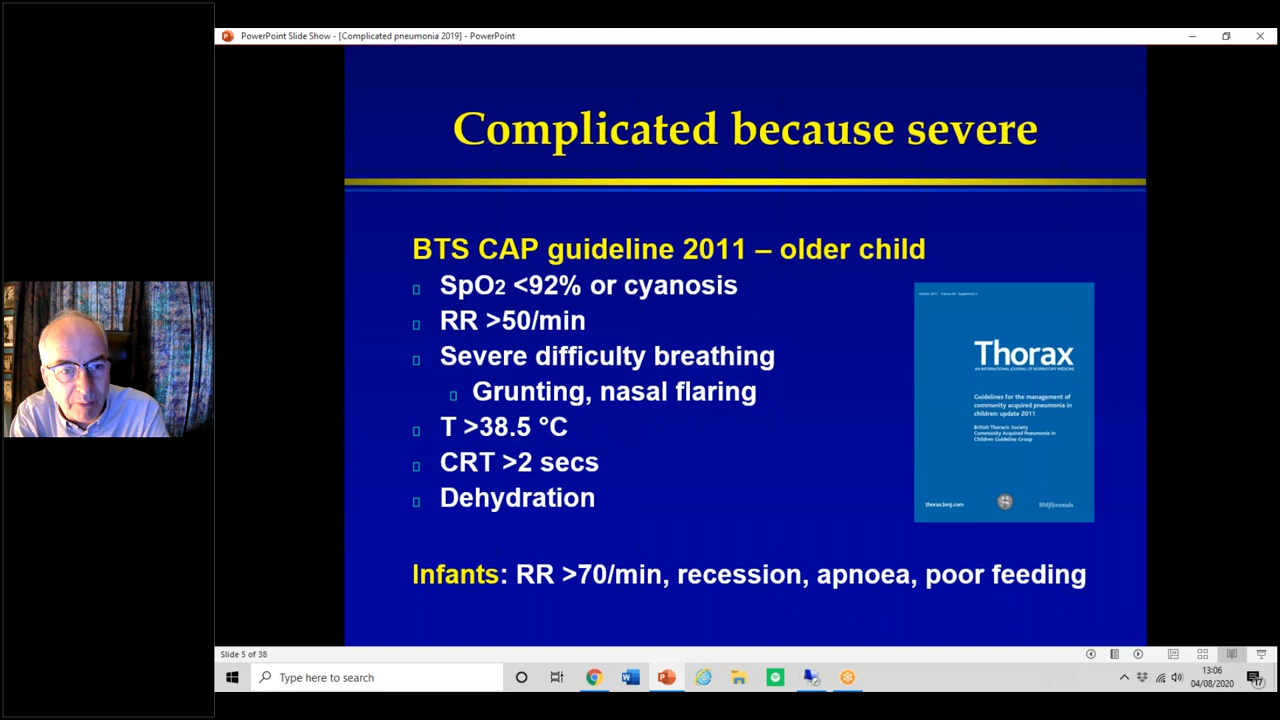 PowerPoint Slide Show - [Complicated pneumonia 2019] - PowerPoint
Complicated because severe
BTS CAP guideline 2011 – older child
SpO2 <92% or cyanosis
RR >50/min
Severe difficulty breathing
Grunting, nasal flaring
T >38.5 °C
CRT >2 secs
Dehydration
Infants: RR >70/min, recession, apnoea, poor feeding
Thorax
AN INTERNATIONAL JOURNAL OF RESPIRATORY MEDICINE
Guidelines for the management of
community acquired pneumonia in
children: update 2011
British Thoracic Society
Community Acquired Pneumonia in
Children Guideline Group
thorax.bmj.com
BMJ Journals
Slide 5 of 38
Type here to search
13:06
04/08/2020
17